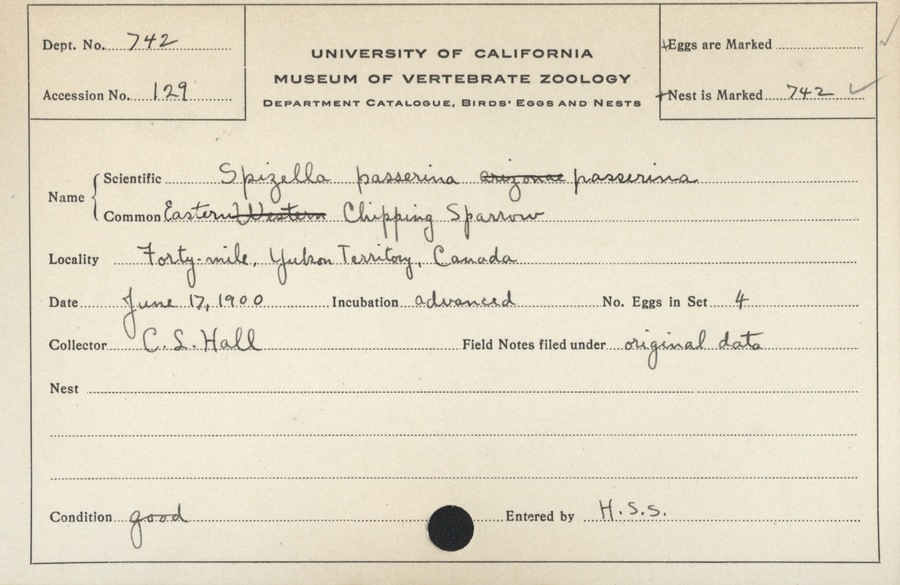 Dept. No. 742
UNIVERSITY OF CALIFORNIA
MUSEUM OF VERTEBRATE ZOOLOGY
DEPARTMENT CATALOGUE, BIRDS' EGGS AND NESTS
Eggs are Marked
Accession No. 129
Nest is Marked 742
Name
Scientific Spizella passerina arizonae passerina
Common Eastern Western Chipping Sparrow
Locality Forty-mile, Yukon Territory, Canada
Date June 17, 1900 Incubation advanced No. Eggs in Set 4
Collector C. L. Hall Field Notes filed under original data
Nest
Condition good Entered by H.S.S.